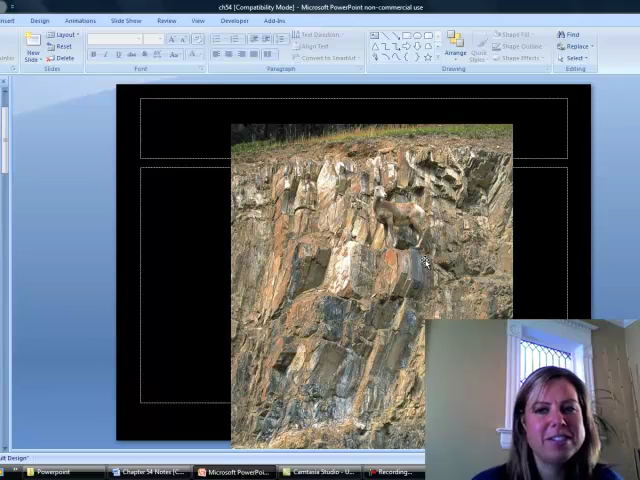 ch54 [Compatibility Mode] - Microsoft PowerPoint non-commercial use
Insert Design Animations Slide Show Review View Developer Add-Ins
New Slide Layout Reset Delete
Text Direction Align Text Convert to SmartArt
Arrange Quick Styles Shape Fill Shape Outline Shape Effects
Find Replace Select
Slides Font Paragraph Drawing Editing
Powerpoint Chapter 54 Notes [C... Microsoft PowerPoi... Camtasia Studio - U... Recording...